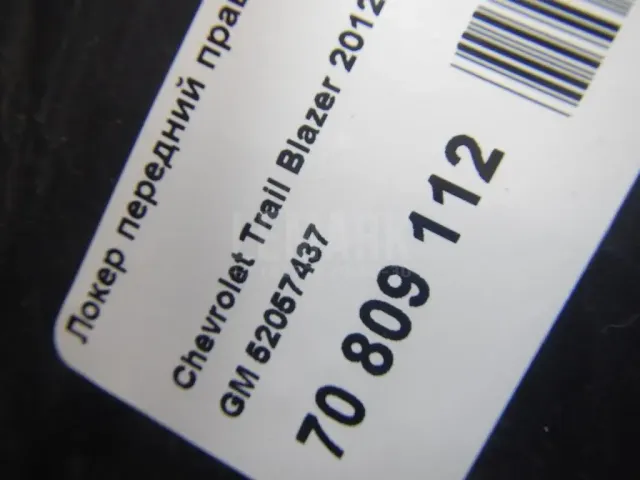 Локер передний прав
Chevrolet Trail Blazer 2012
GM 52057437
70 809 112